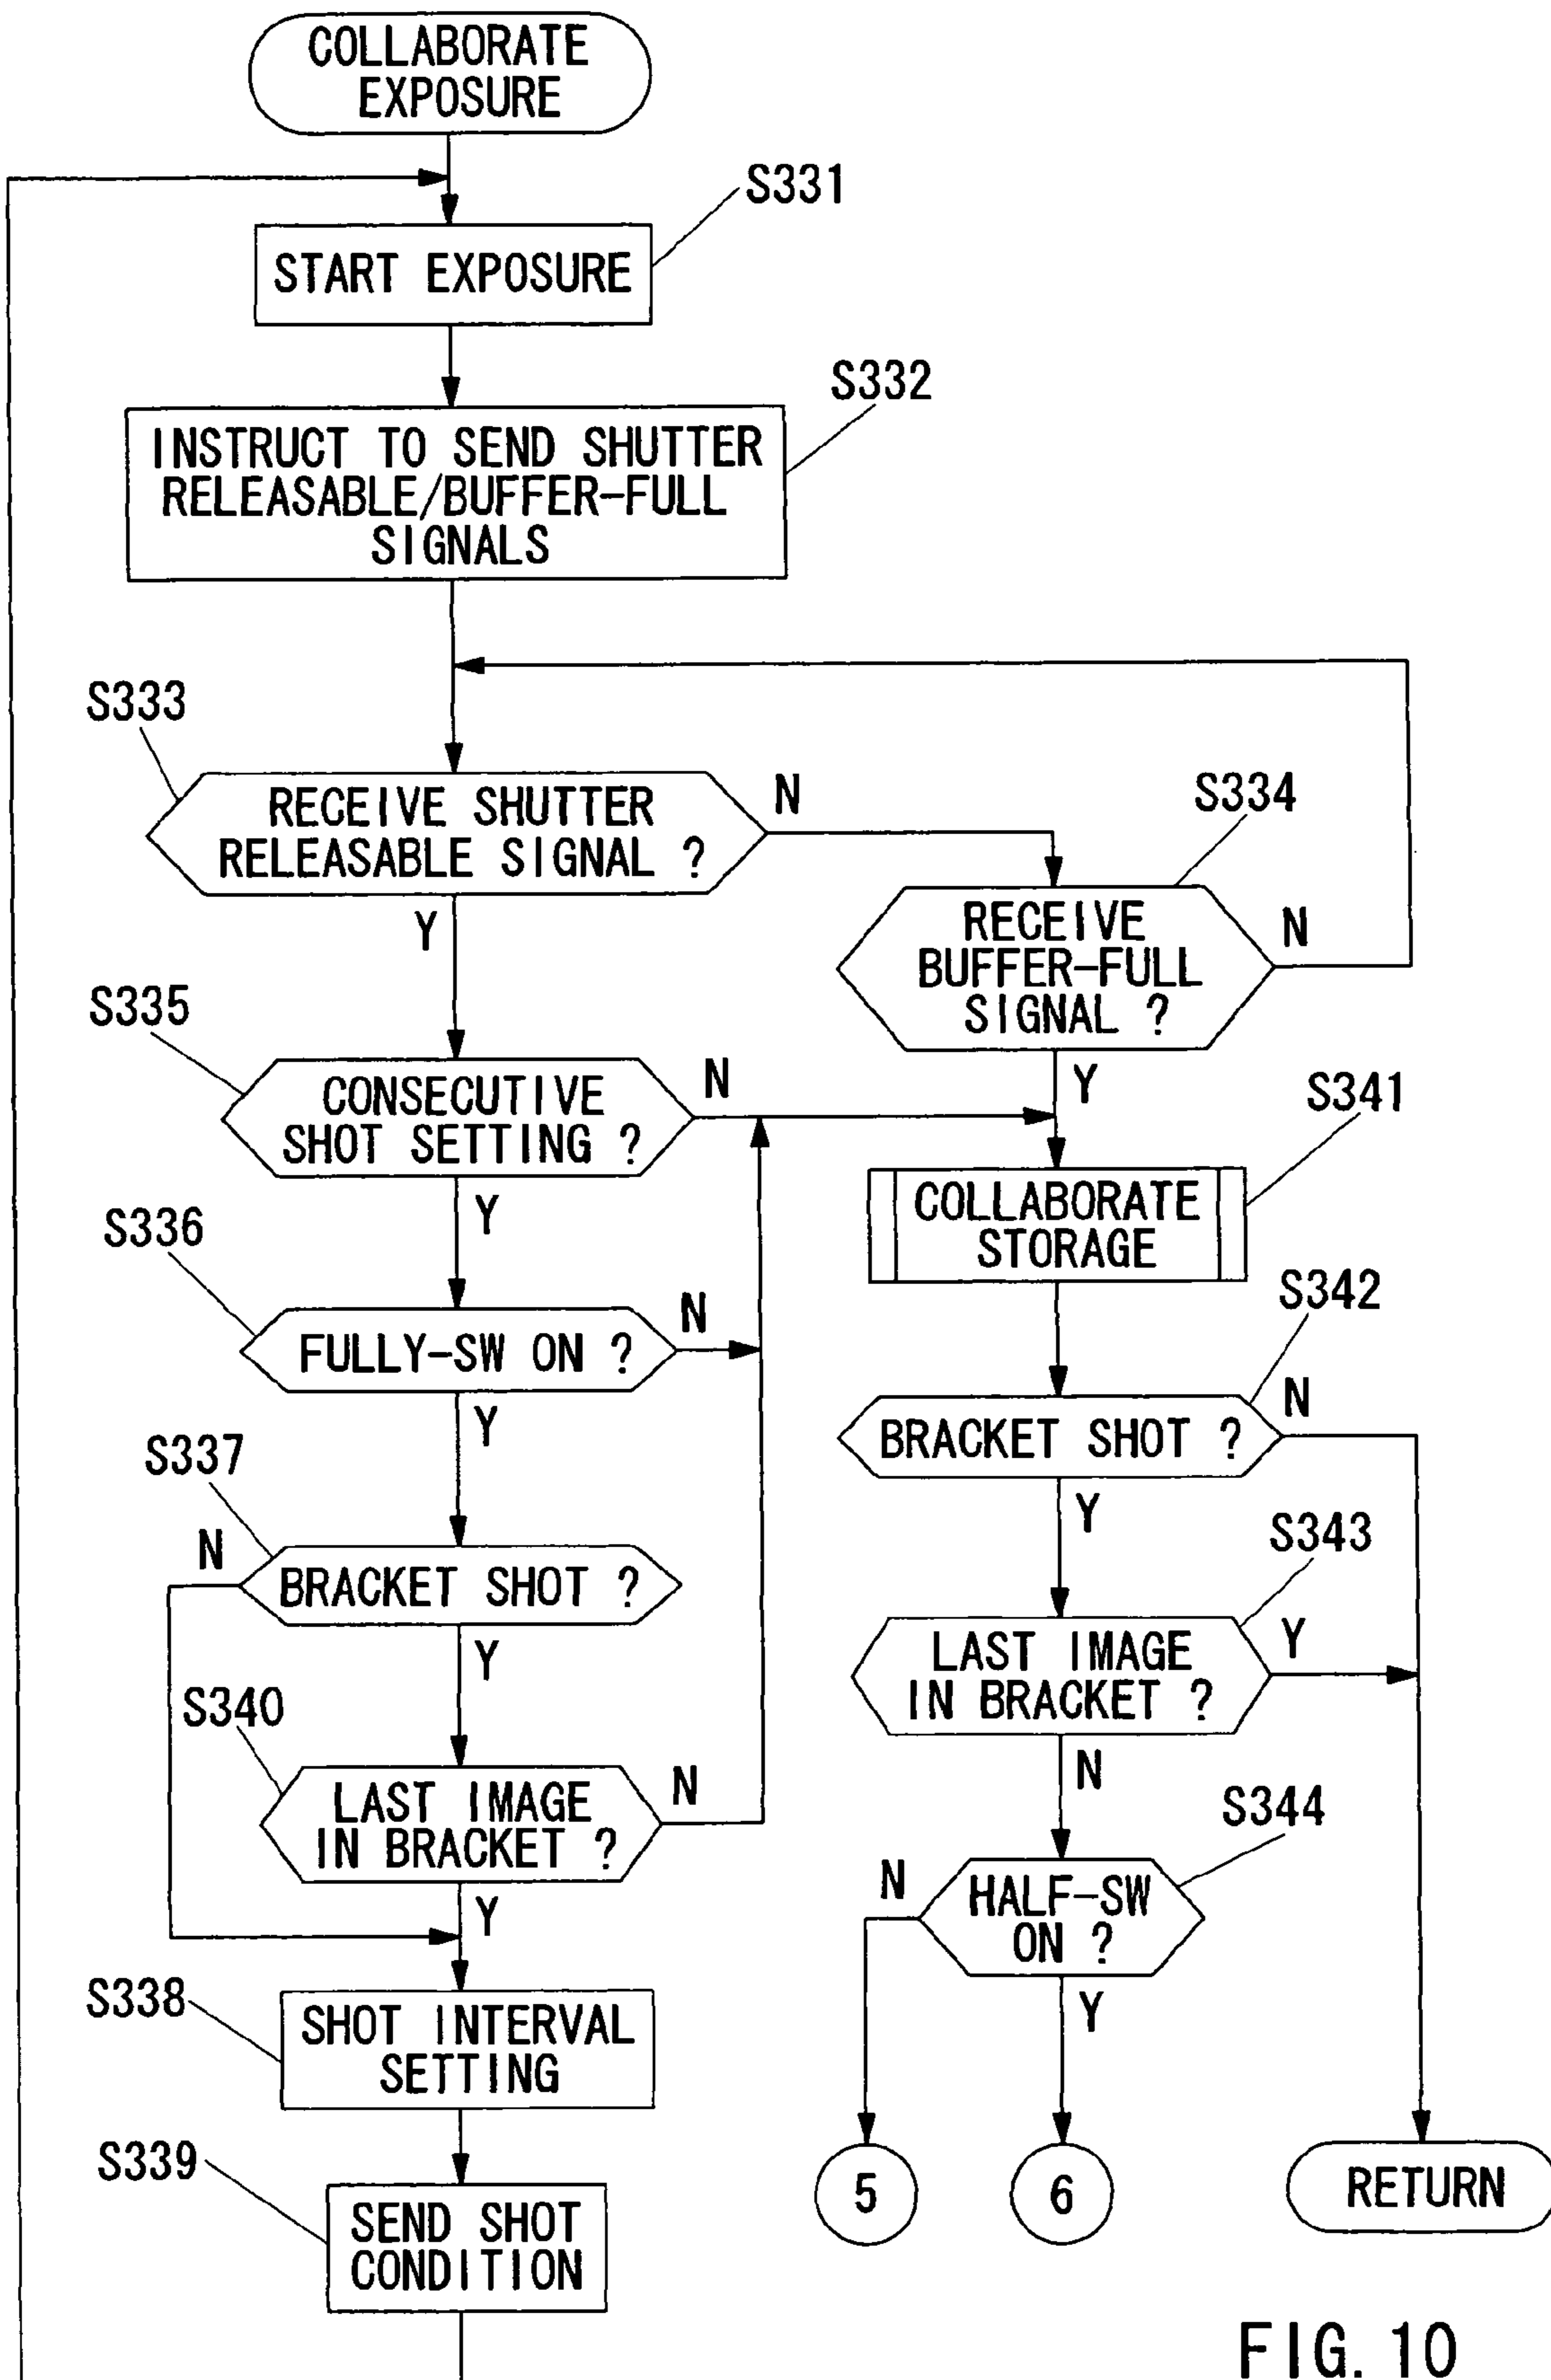 COLLABORATE
EXPOSURE
S331
START EXPOSURE
S332
INSTRUCT TO SEND SHUTTER
RELEASABLE/BUFFER-FULL
SIGNALS
S333
RECEIVE SHUTTER
RELEASABLE SIGNAL ?
N
Y
S334
RECEIVE
BUFFER-FULL
SIGNAL ?
N
Y
S335
CONSECUTIVE
SHOT SETTING ?
N
Y
S341
COLLABORATE
STORAGE
S336
FULLY-SW ON ?
N
Y
S342
BRACKET SHOT ?
N
Y
S337
N
BRACKET SHOT ?
Y
S343
LAST IMAGE
IN BRACKET ?
Y
N
S340
LAST IMAGE
IN BRACKET ?
N
Y
S344
HALF-SW
ON ?
N
Y
S338
SHOT INTERVAL
SETTING
S339
SEND SHOT
CONDITION
5
6
RETURN
FIG. 10